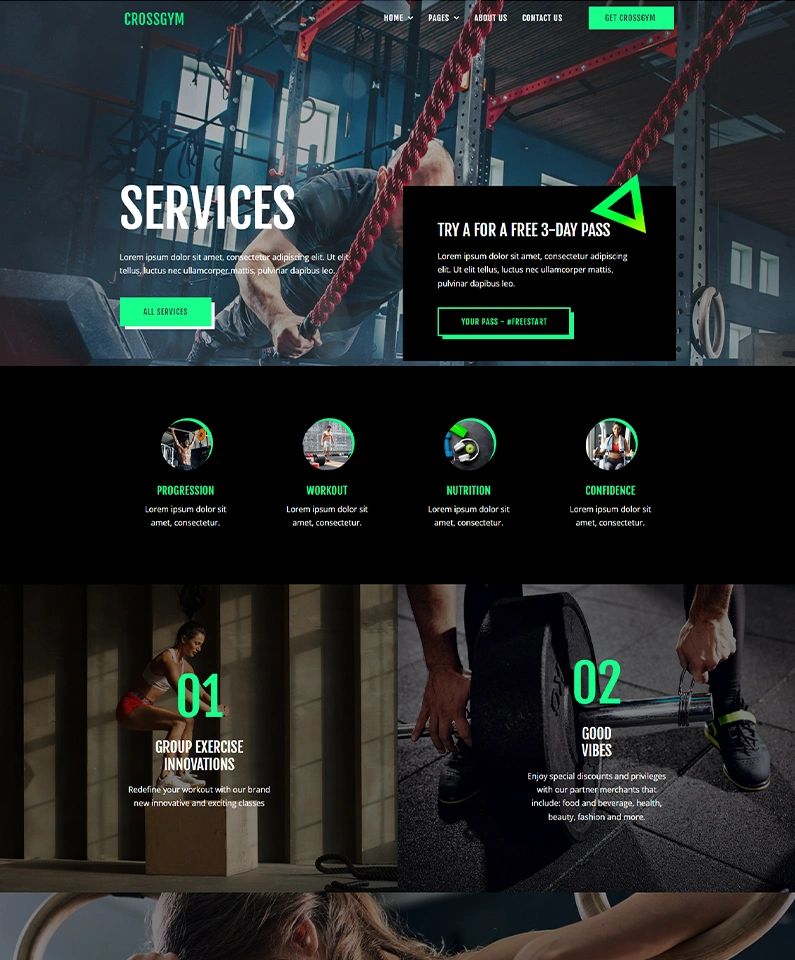 CROSSGYM
HOME
PAGES
ABOUT US
CONTACT US
GET CROSSGYM
SERVICES
Lorem ipsum dolor sit amet, consectetur adipiscing elit. Ut elit
tellus, luctus nec ullamcorper mattis, pulvinar dapibus leo.
ALL SERVICES
TRY A FOR A FREE 3-DAY PASS
Lorem ipsum dolor sit amet, consectetur adipiscing
elit. Ut elit tellus, luctus nec ullamcorper mattis,
pulvinar dapibus leo.
YOUR PASS - #FREESTART
PROGRESSION
Lorem ipsum dolor sit
amet, consectetur.
WORKOUT
Lorem ipsum dolor sit
amet, consectetur.
NUTRITION
Lorem ipsum dolor sit
amet, consectetur.
CONFIDENCE
Lorem ipsum dolor sit
amet, consectetur.
01
GROUP EXERCISE
INNOVATIONS
Redefine your workout with our brand
new innovative and exciting classes
02
GOOD
VIBES
Enjoy special discounts and privileges
with our partner merchants that
include: food and beverage, health,
beauty, fashion and more.